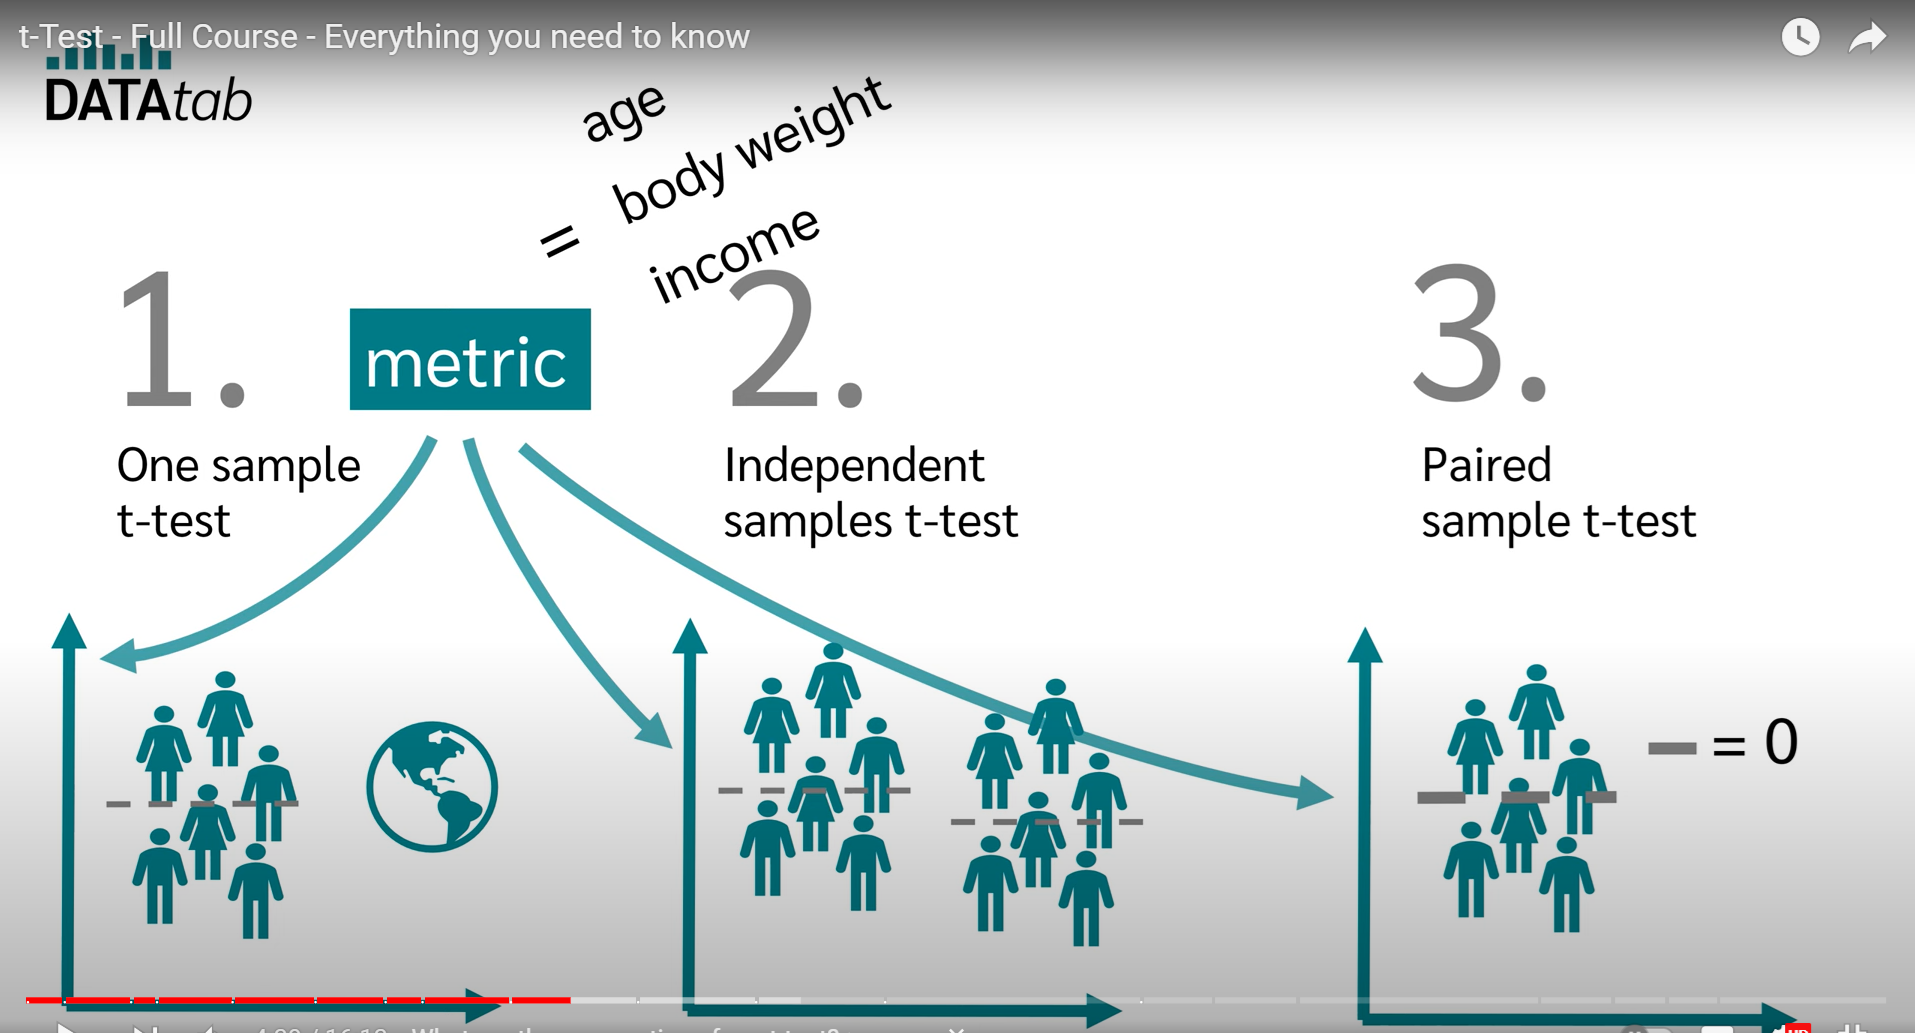 t-Test - Full Course - Everything you need to know
DATAtab
age
body weight
=
income
1.
metric
2.
3.
One sample
t-test
Independent
samples t-test
Paired
sample t-test
= 0
HD